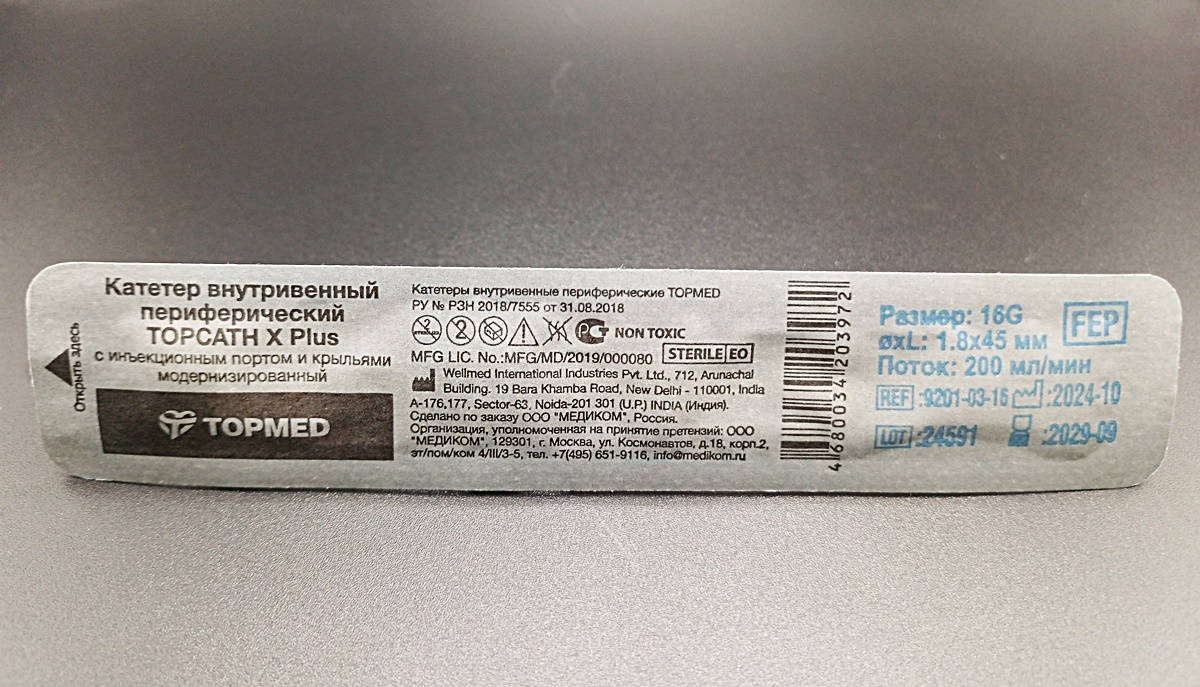 Открыть здесь
Катетер внутривенный
периферический
TOPCATH X Plus
с инъекционным портом и крыльями
модернизированный
TOPMED
Катетеры внутривенные периферические TOPMED
РУ № РЗН 2018/7555 от 31.08.2018
NON TOXIC
MFG LIC. No.:MFG/MD/2019/000080 STERILE EO
Wellmed International Industries Pvt. Ltd., 712, Arunachal
Building. 19 Bara Khamba Road, New Delhi - 110001, India
A-176,177, Sector-63, Noida-201 301 (U.P.) INDIA (Индия).
Сделано по заказу ООО "МЕДИКОМ", Россия.
Организация, уполномоченная на принятие претензий: ООО
"МЕДИКОМ", 129301, г. Москва, ул. Космонавтов, д.18, корп.2,
эт/пом/ком 4/III/3-5, тел. +7(495) 651-9116, info@medikom.ru
4 680034 203972
Размер: 16G
øxL: 1.8x45 мм
Поток: 200 мл/мин
FEP
REF :9201-03-16 :2024-10
LOT :24591 :2029-09